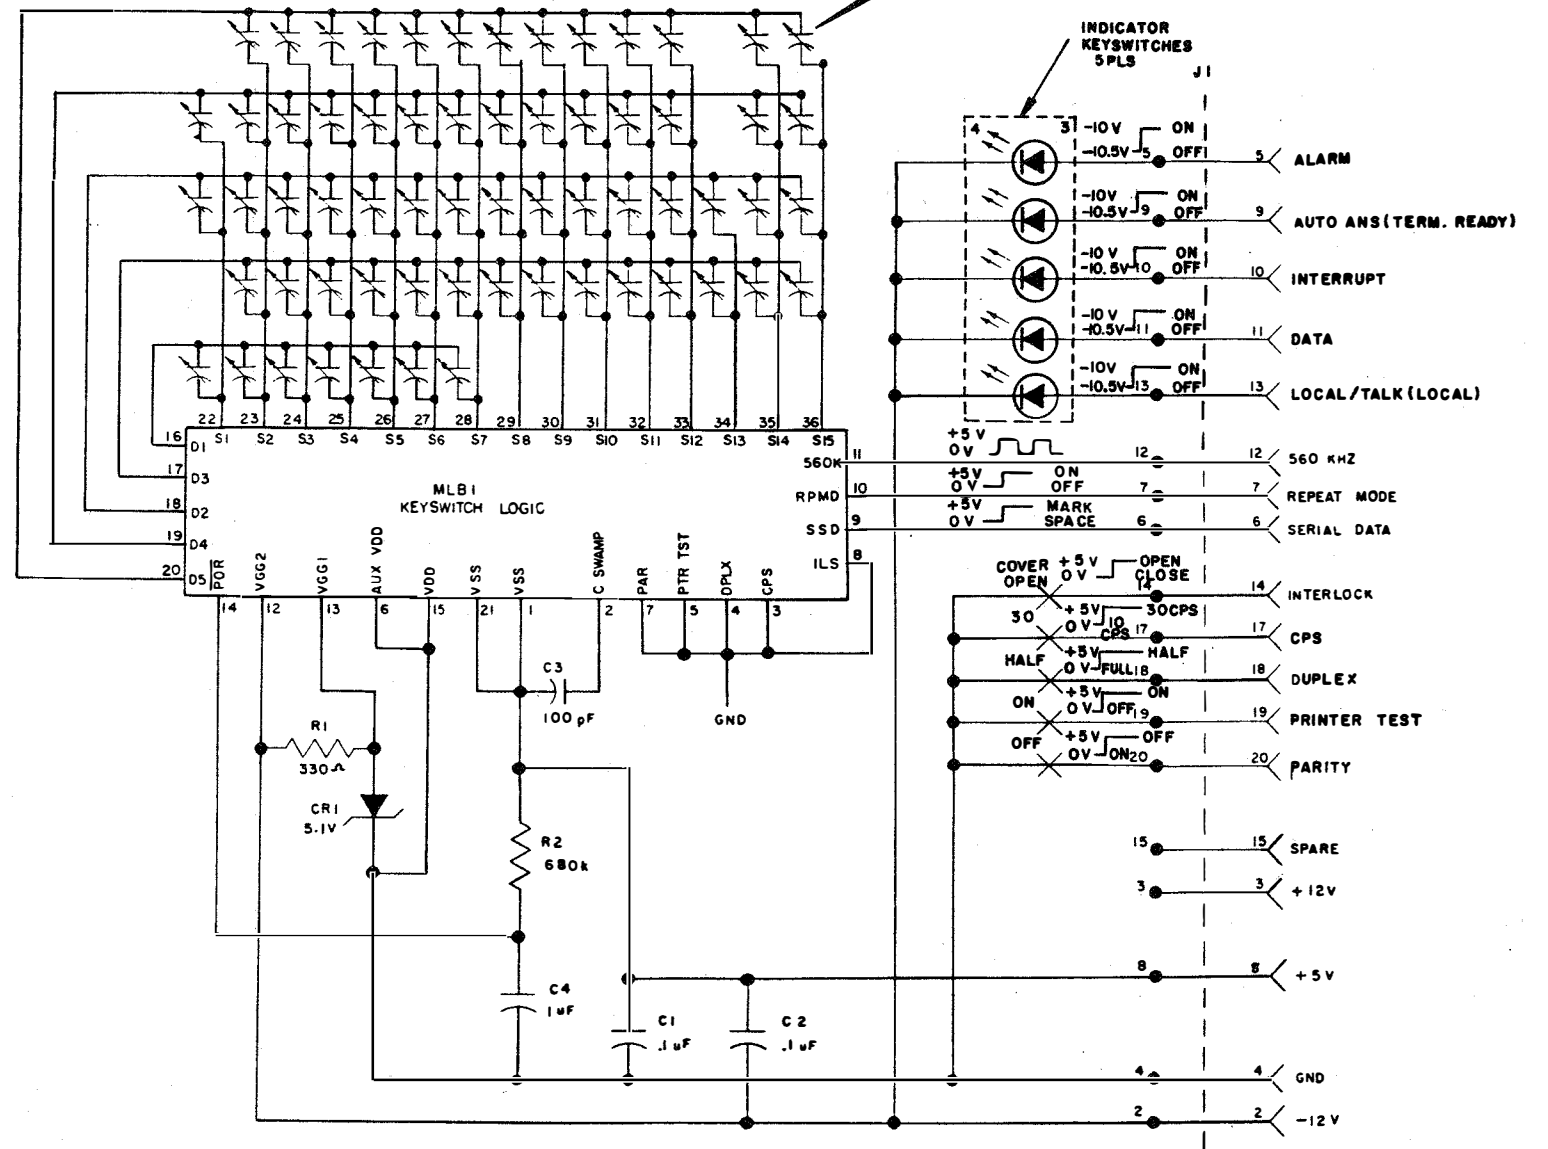 INDICATOR
KEYSWITCHES
5 PLS
J1
4 3 -10 V ON
-10.5V 5 OFF 5 ALARM
-10V ON
-10.5V 9 OFF 9 AUTO ANS (TERM. READY)
-10 V ON
-10.5V 10 OFF 10 INTERRUPT
-10 V ON
-10.5V 11 OFF 11 DATA
-10V ON
-10.5V 13 OFF 13 LOCAL/TALK (LOCAL)
22 23 24 25 26 27 28 29 30 31 32 33 34 35 36
S1 S2 S3 S4 S5 S6 S7 S8 S9 S10 S11 S12 S13 S14 S15
16 D1
17 D3
18 D2
19 D4
20 D5
MLB1
KEYSWITCH LOGIC
560K 11
RPMD 10
SSD 9
ILS 8
+5 V
0V 12 12 560 KHZ
+5V ON
0V OFF 7 7 REPEAT MODE
+5V MARK
0V SPACE 6 6 SERIAL DATA
POR VGG2 VGG1 AUX VDD VDD VSS VSS C SWAMP PAR PTR TST DPLX CPS
14 12 13 6 15 21 1 2 7 5 4 3
COVER OPEN +5 V OPEN
0 V CLOSE 14 14 INTERLOCK
30 +5V 30CPS
0V 10 CPS 17 17 CPS
HALF +5V HALF
0 V FULL 18 18 DUPLEX
ON +5V ON
0V OFF 19 19 PRINTER TEST
OFF +5V OFF
0V ON 20 20 PARITY
C3
100 pF
GND
R1
330Ω
CR1
5.1V
R2
680k
15 15 SPARE
3 3 +12V
8 8 +5V
C4
1uF
C1
.1uF
C2
.1uF
4 4 GND
2 2 -12V